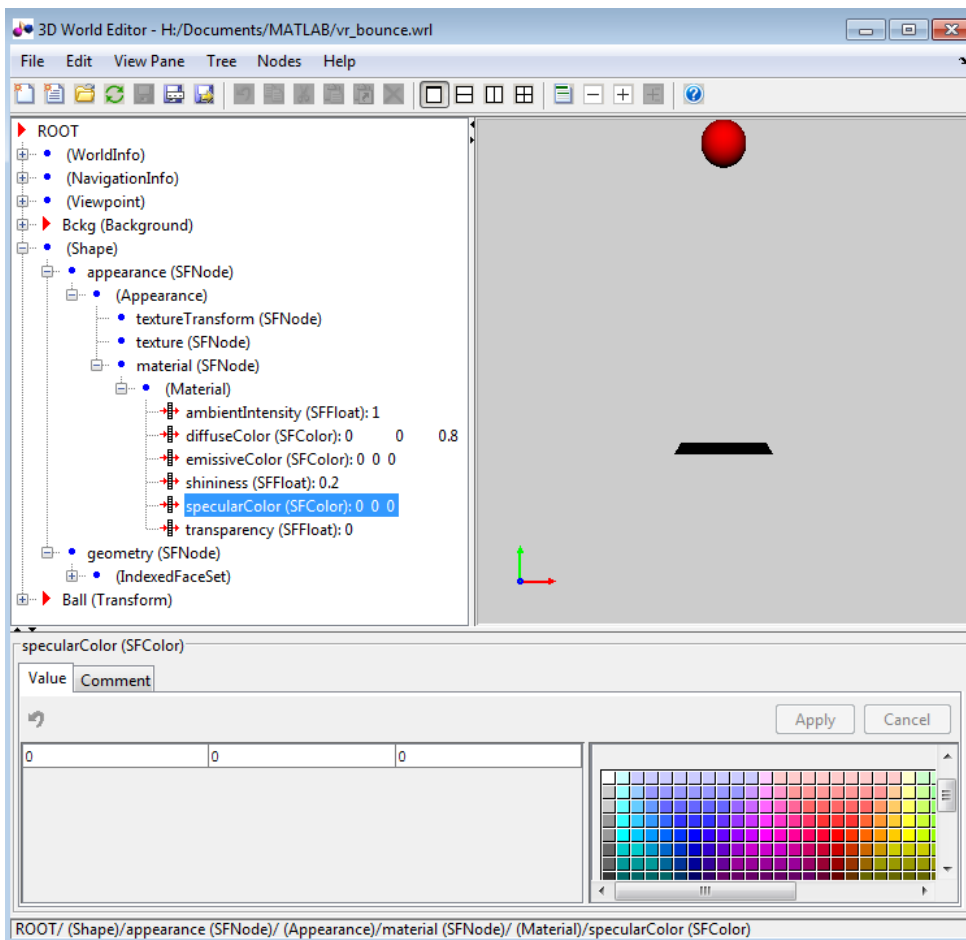 3D World Editor - H:/Documents/MATLAB/vr_bounce.wrl
File Edit View Pane Tree Nodes Help
ROOT
(WorldInfo)
(NavigationInfo)
(Viewpoint)
Bckg (Background)
(Shape)
appearance (SFNode)
(Appearance)
textureTransform (SFNode)
texture (SFNode)
material (SFNode)
(Material)
ambientIntensity (SFFloat): 1
diffuseColor (SFColor): 0 0 0.8
emissiveColor (SFColor): 0 0 0
shininess (SFFloat): 0.2
specularColor (SFColor): 0 0 0
transparency (SFFloat): 0
geometry (SFNode)
(IndexedFaceSet)
Ball (Transform)
specularColor (SFColor)
Value Comment
Apply Cancel
0 0 0
ROOT/ (Shape)/appearance (SFNode)/ (Appearance)/material (SFNode)/ (Material)/specularColor (SFColor)